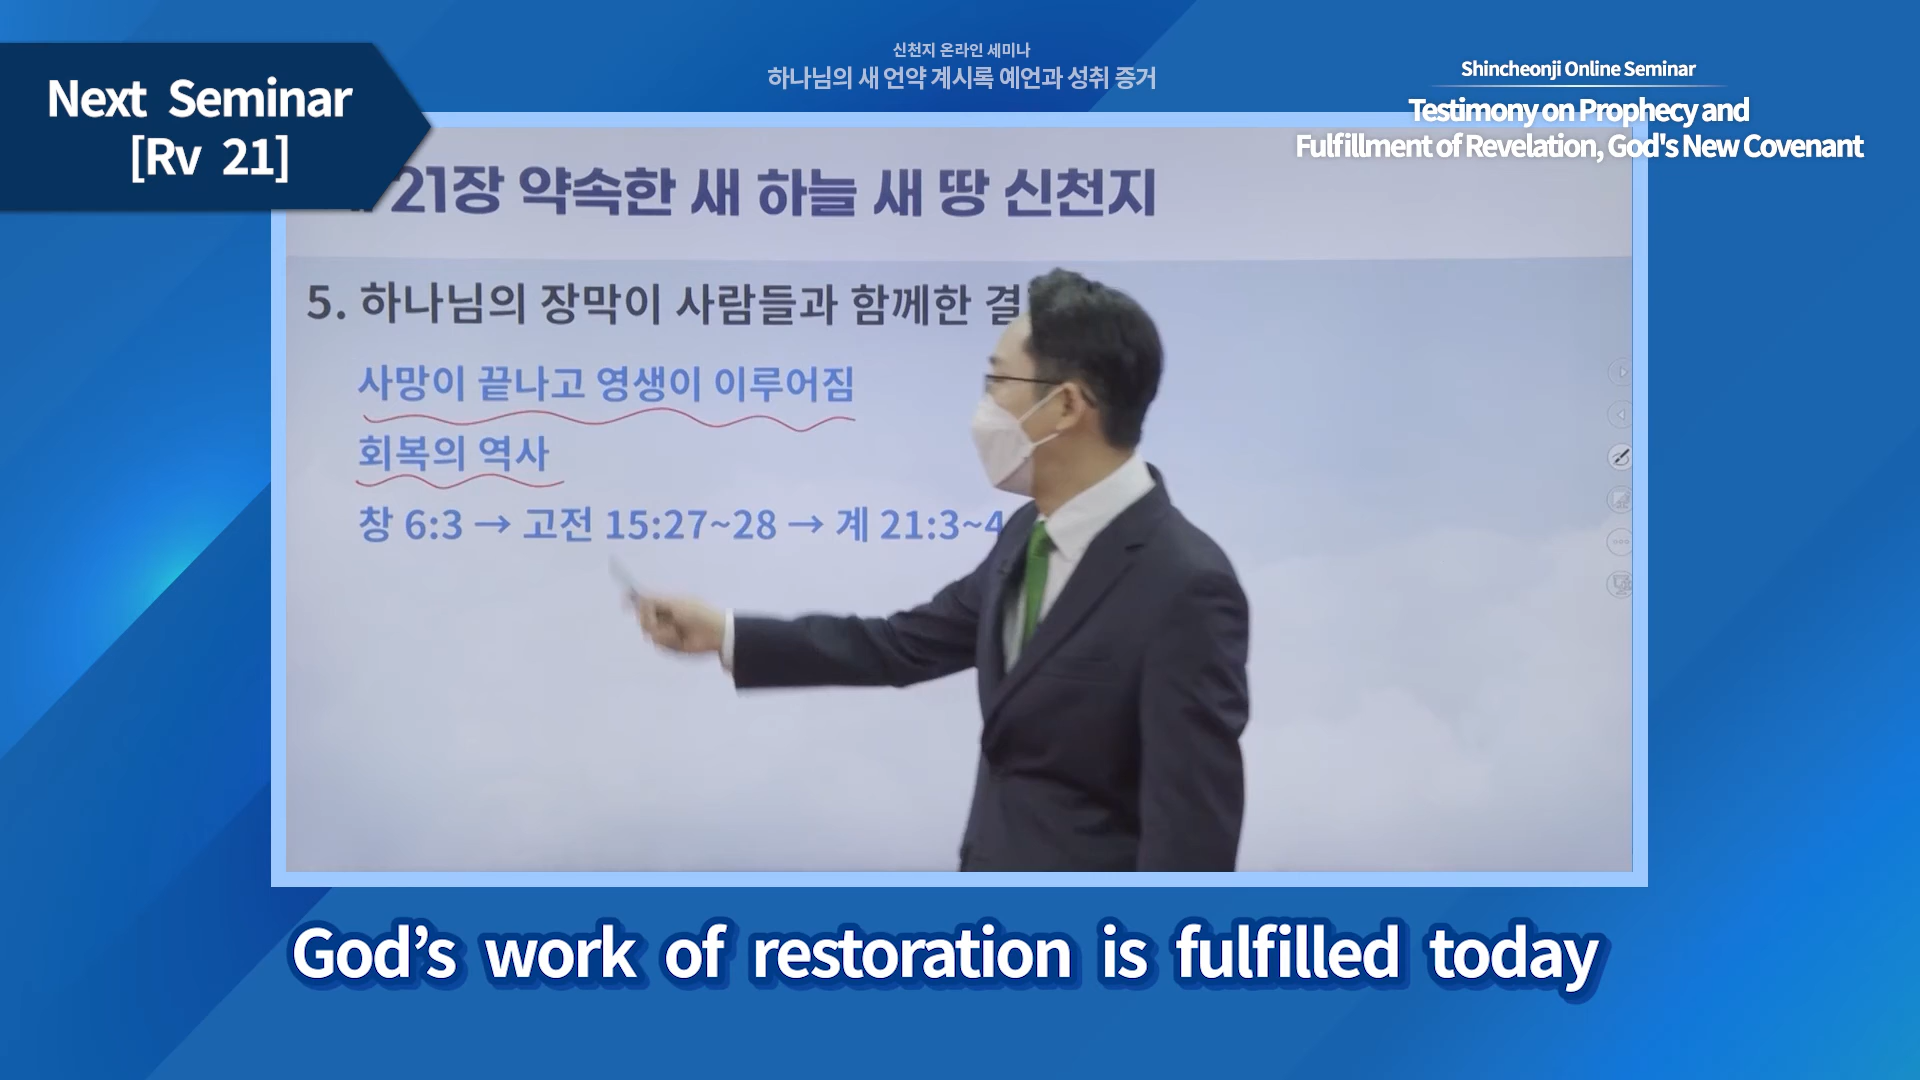 Next Seminar
[Rv 21]
신천지 온라인 세미나
하나님의 새 언약 계시록 예언과 성취 증거
Shincheonji Online Seminar
Testimony on Prophecy and
Fulfillment of Revelation, God's New Covenant
21장 약속한 새 하늘 새 땅 신천지
5. 하나님의 장막이 사람들과 함께한
사망이 끝나고 영생이 이루어짐
회복의 역사
창 6:3 → 고전 15:27~28 → 계 21:3~4
God's work of restoration is fulfilled today